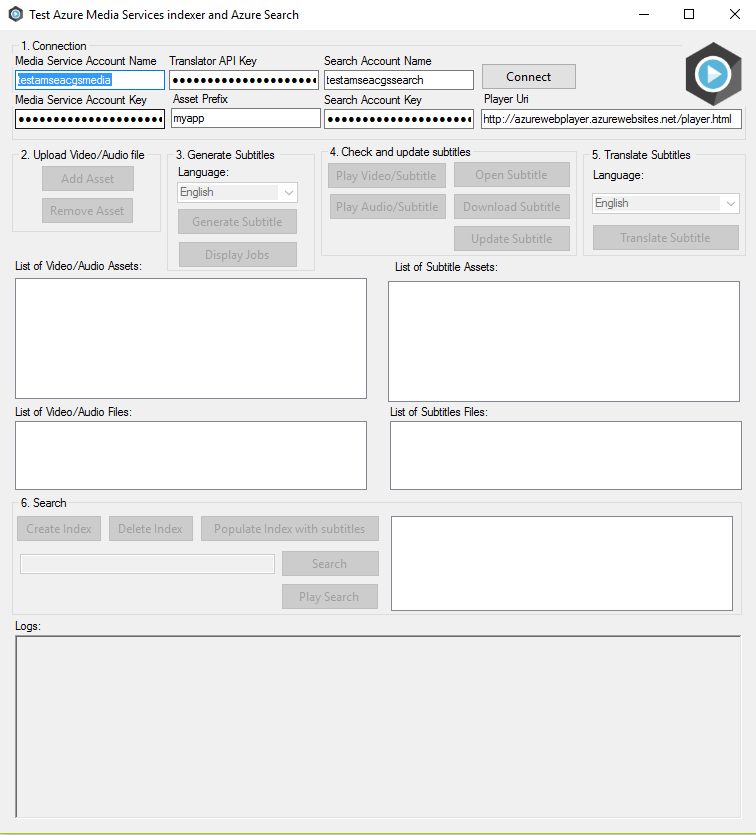 Test Azure Media Services indexer and Azure Search
1. Connection
Media Service Account Name Translator API Key Search Account Name
testamseacgsmedia ●●●●●●●●●●●●●●●●●●●●● testamseacgssearch Connect
Media Service Account Key Asset Prefix Search Account Key Player Uri
●●●●●●●●●●●●●●●●●●●●● myapp ●●●●●●●●●●●●●●●●●●●●● http://azurewebplayer.azurewebsites.net/player.html
2. Upload Video/Audio file
Add Asset
Remove Asset
3. Generate Subtitles
Language:
English
Generate Subtitle
Display Jobs
4. Check and update subtitles
Play Video/Subtitle Open Subtitle
Play Audio/Subtitle Download Subtitle
Update Subtitle
5. Translate Subtitles
Language:
English
Translate Subtitle
List of Video/Audio Assets: List of Subtitle Assets:
List of Video/Audio Files: List of Subtitles Files:
6. Search
Create Index Delete Index Populate Index with subtitles
Search
Play Search
Logs: